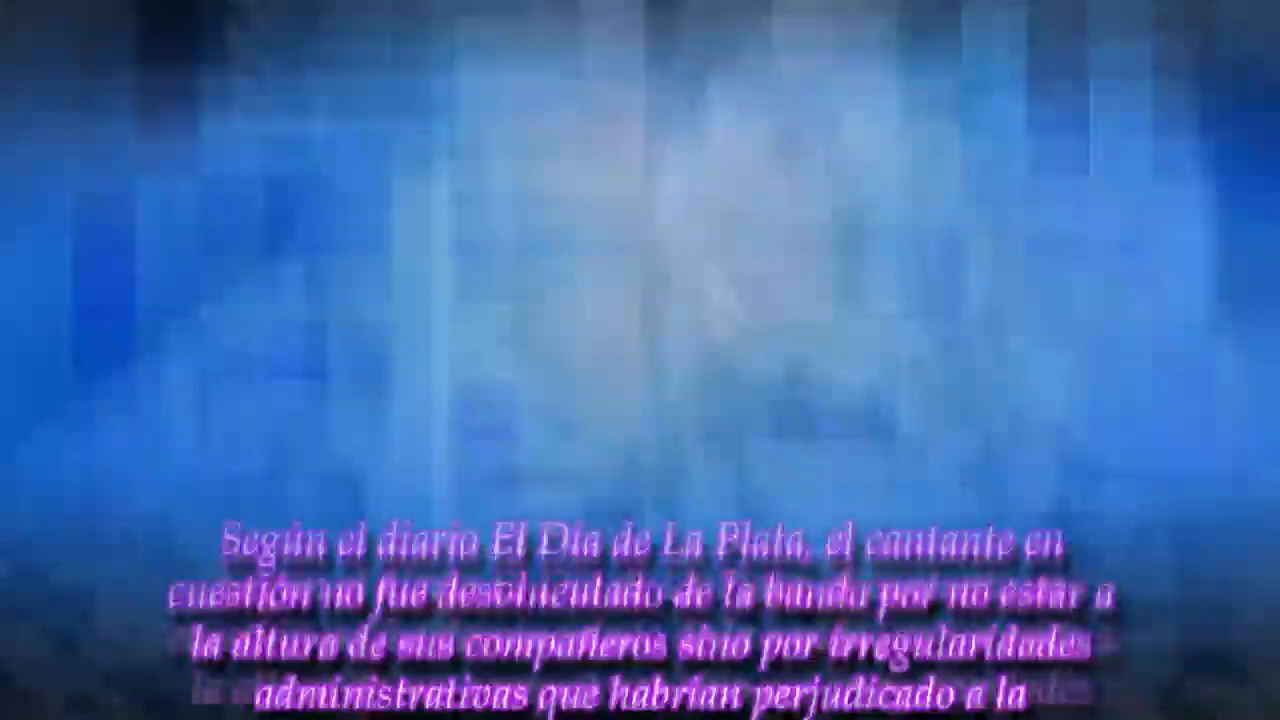 Según el diario El Día de La Plata, el cantante en
cuestión no fue desvinculado de la banda por no estar a
la altura de sus compañeros sino por irregularidades
administrativas que habrían perjudicado a la